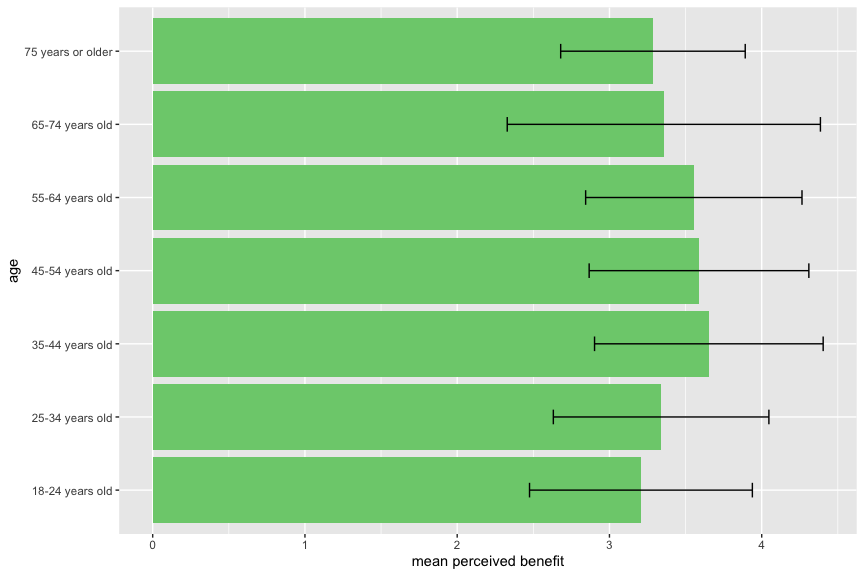 75 years or older
65-74 years old
55-64 years old
45-54 years old
35-44 years old
25-34 years old
18-24 years old
age
0 1 2 3 4
mean perceived benefit